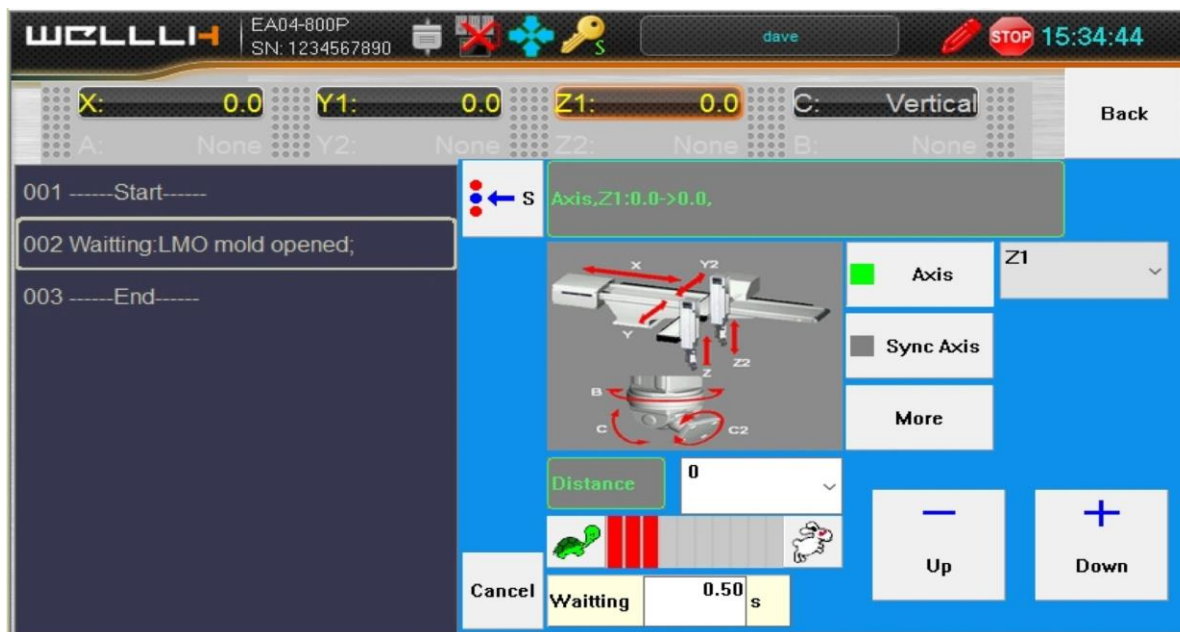 WELLLIH
EA04-800P
SN: 1234567890
S
dave
STOP
15:34:44
X: 0.0
Y1: 0.0
Z1: 0.0
C: Vertical
Back
A: None
Y2: None
Z2: None
B: None
001 ------Start------
002 Waitting:LMO mold opened;
003 ------End------
S
Axis,Z1:0.0->0.0,
X
Y2
Y
Z
Z2
B
C
C2
Axis
Z1
Sync Axis
More
Distance
0
Up
Down
Cancel
Waitting
0.50
s